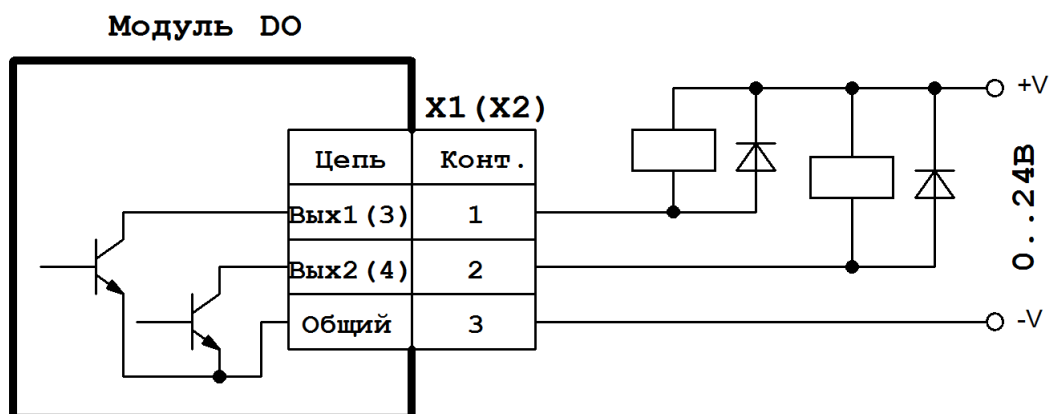 Модуль DO
X1(X2)
Цепь Конт.
Вых1(3) 1
Вых2(4) 2
Общий 3
+V
0..24В
-V